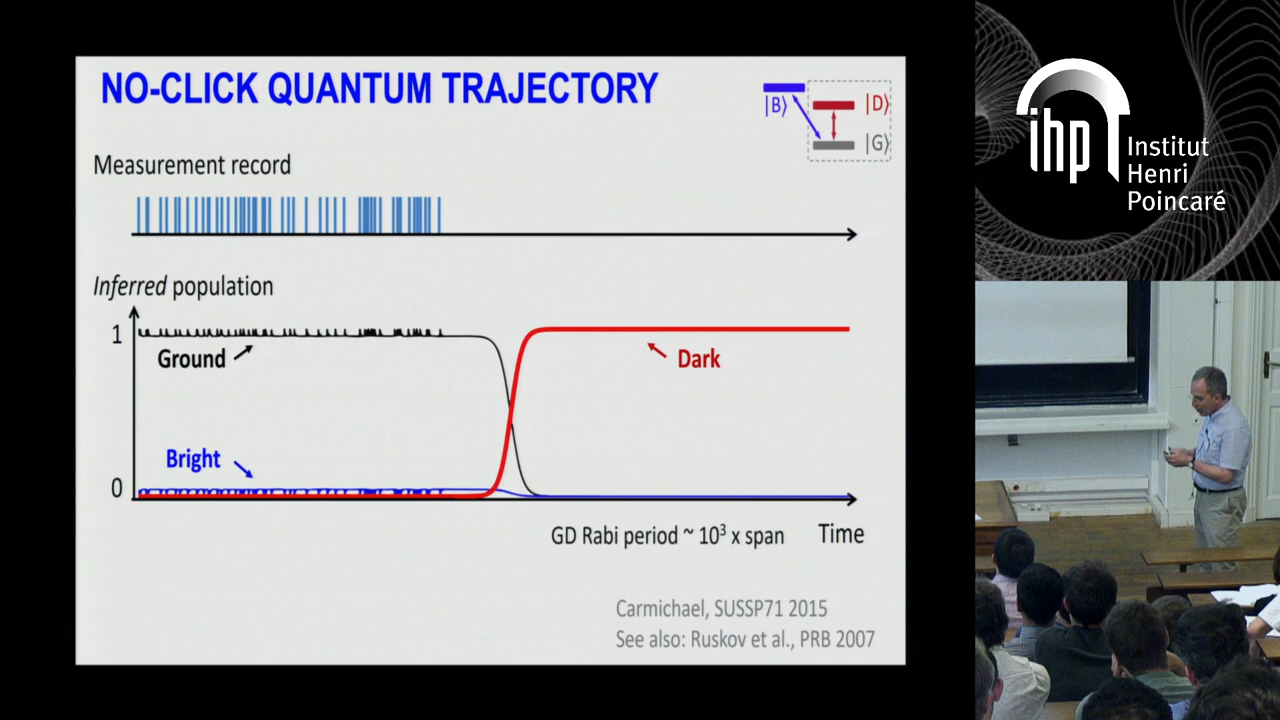 NO-CLICK QUANTUM TRAJECTORY
|B⟩
|D⟩
|G⟩
Measurement record
Inferred population
1
Ground
Dark
Bright
0
GD Rabi period ~ 10³ x span
Time
Carmichael, SUSSP71 2015
See also: Ruskov et al., PRB 2007
ihp
Institut
Henri
Poincaré